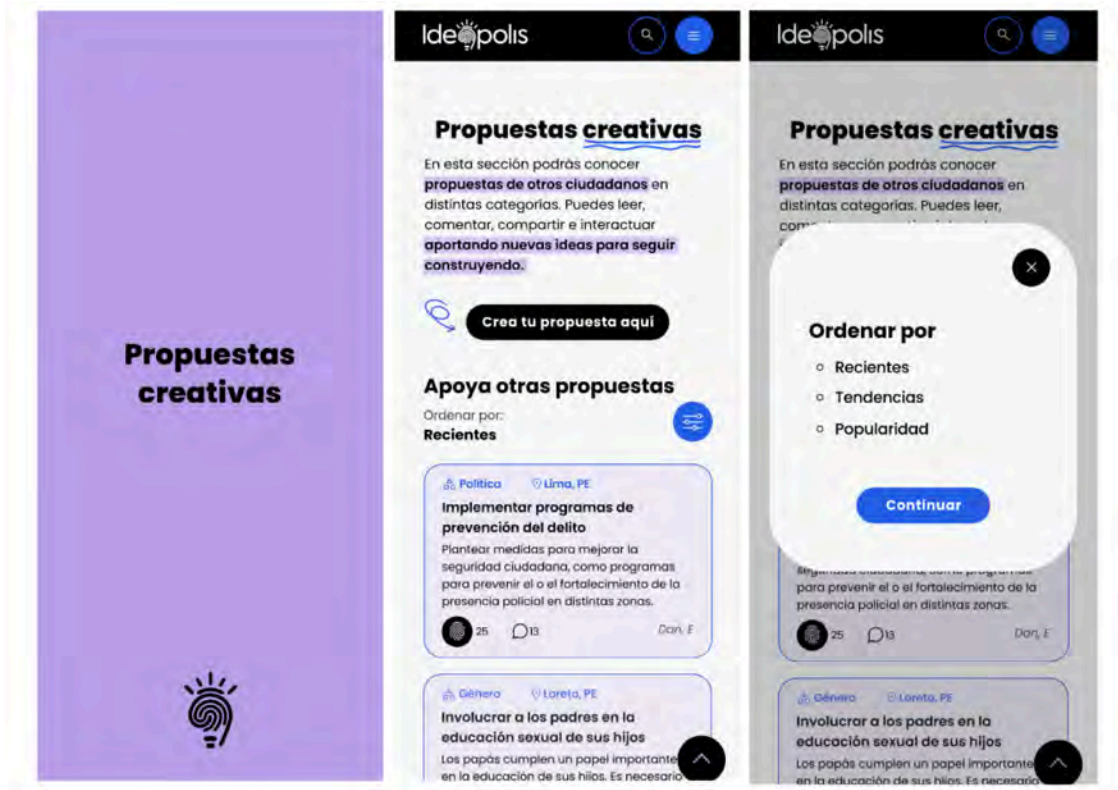 Propuestas
creativas
Ideopolis
Propuestas creativas
En esta sección podrás conocer
propuestas de otros ciudadanos en
distintas categorías. Puedes leer,
comentar, compartir e interactuar
aportando nuevas ideas para seguir
construyendo.
Crea tu propuesta aquí
Apoya otras propuestas
Ordenar por:
Recientes
Política Lima, PE
Implementar programas de
prevención del delito
Plantear medidas para mejorar la
seguridad ciudadana, como programas
para prevenir el o el fortalecimiento de la
presencia policial en distintas zonas.
25 13 Dan, E
Género Loreto, PE
Involucrar a los padres en la
educación sexual de sus hijos
Los papás cumplen un papel importante
en la educación de sus hijos. Es necesario
Ideopolis
Propuestas creativas
En esta sección podrás conocer
propuestas de otros ciudadanos en
distintas categorías. Puedes leer,
Ordenar por
Recientes
Tendencias
Popularidad
Continuar
seguridad ciudadana, como programas
para prevenir el o el fortalecimiento de la
presencia policial en distintas zonas.
25 13 Dan, E
Género Loreto, PE
Involucrar a los padres en la
educación sexual de sus hijos
Los papás cumplen un papel importante
en la educación de sus hijos. Es necesario